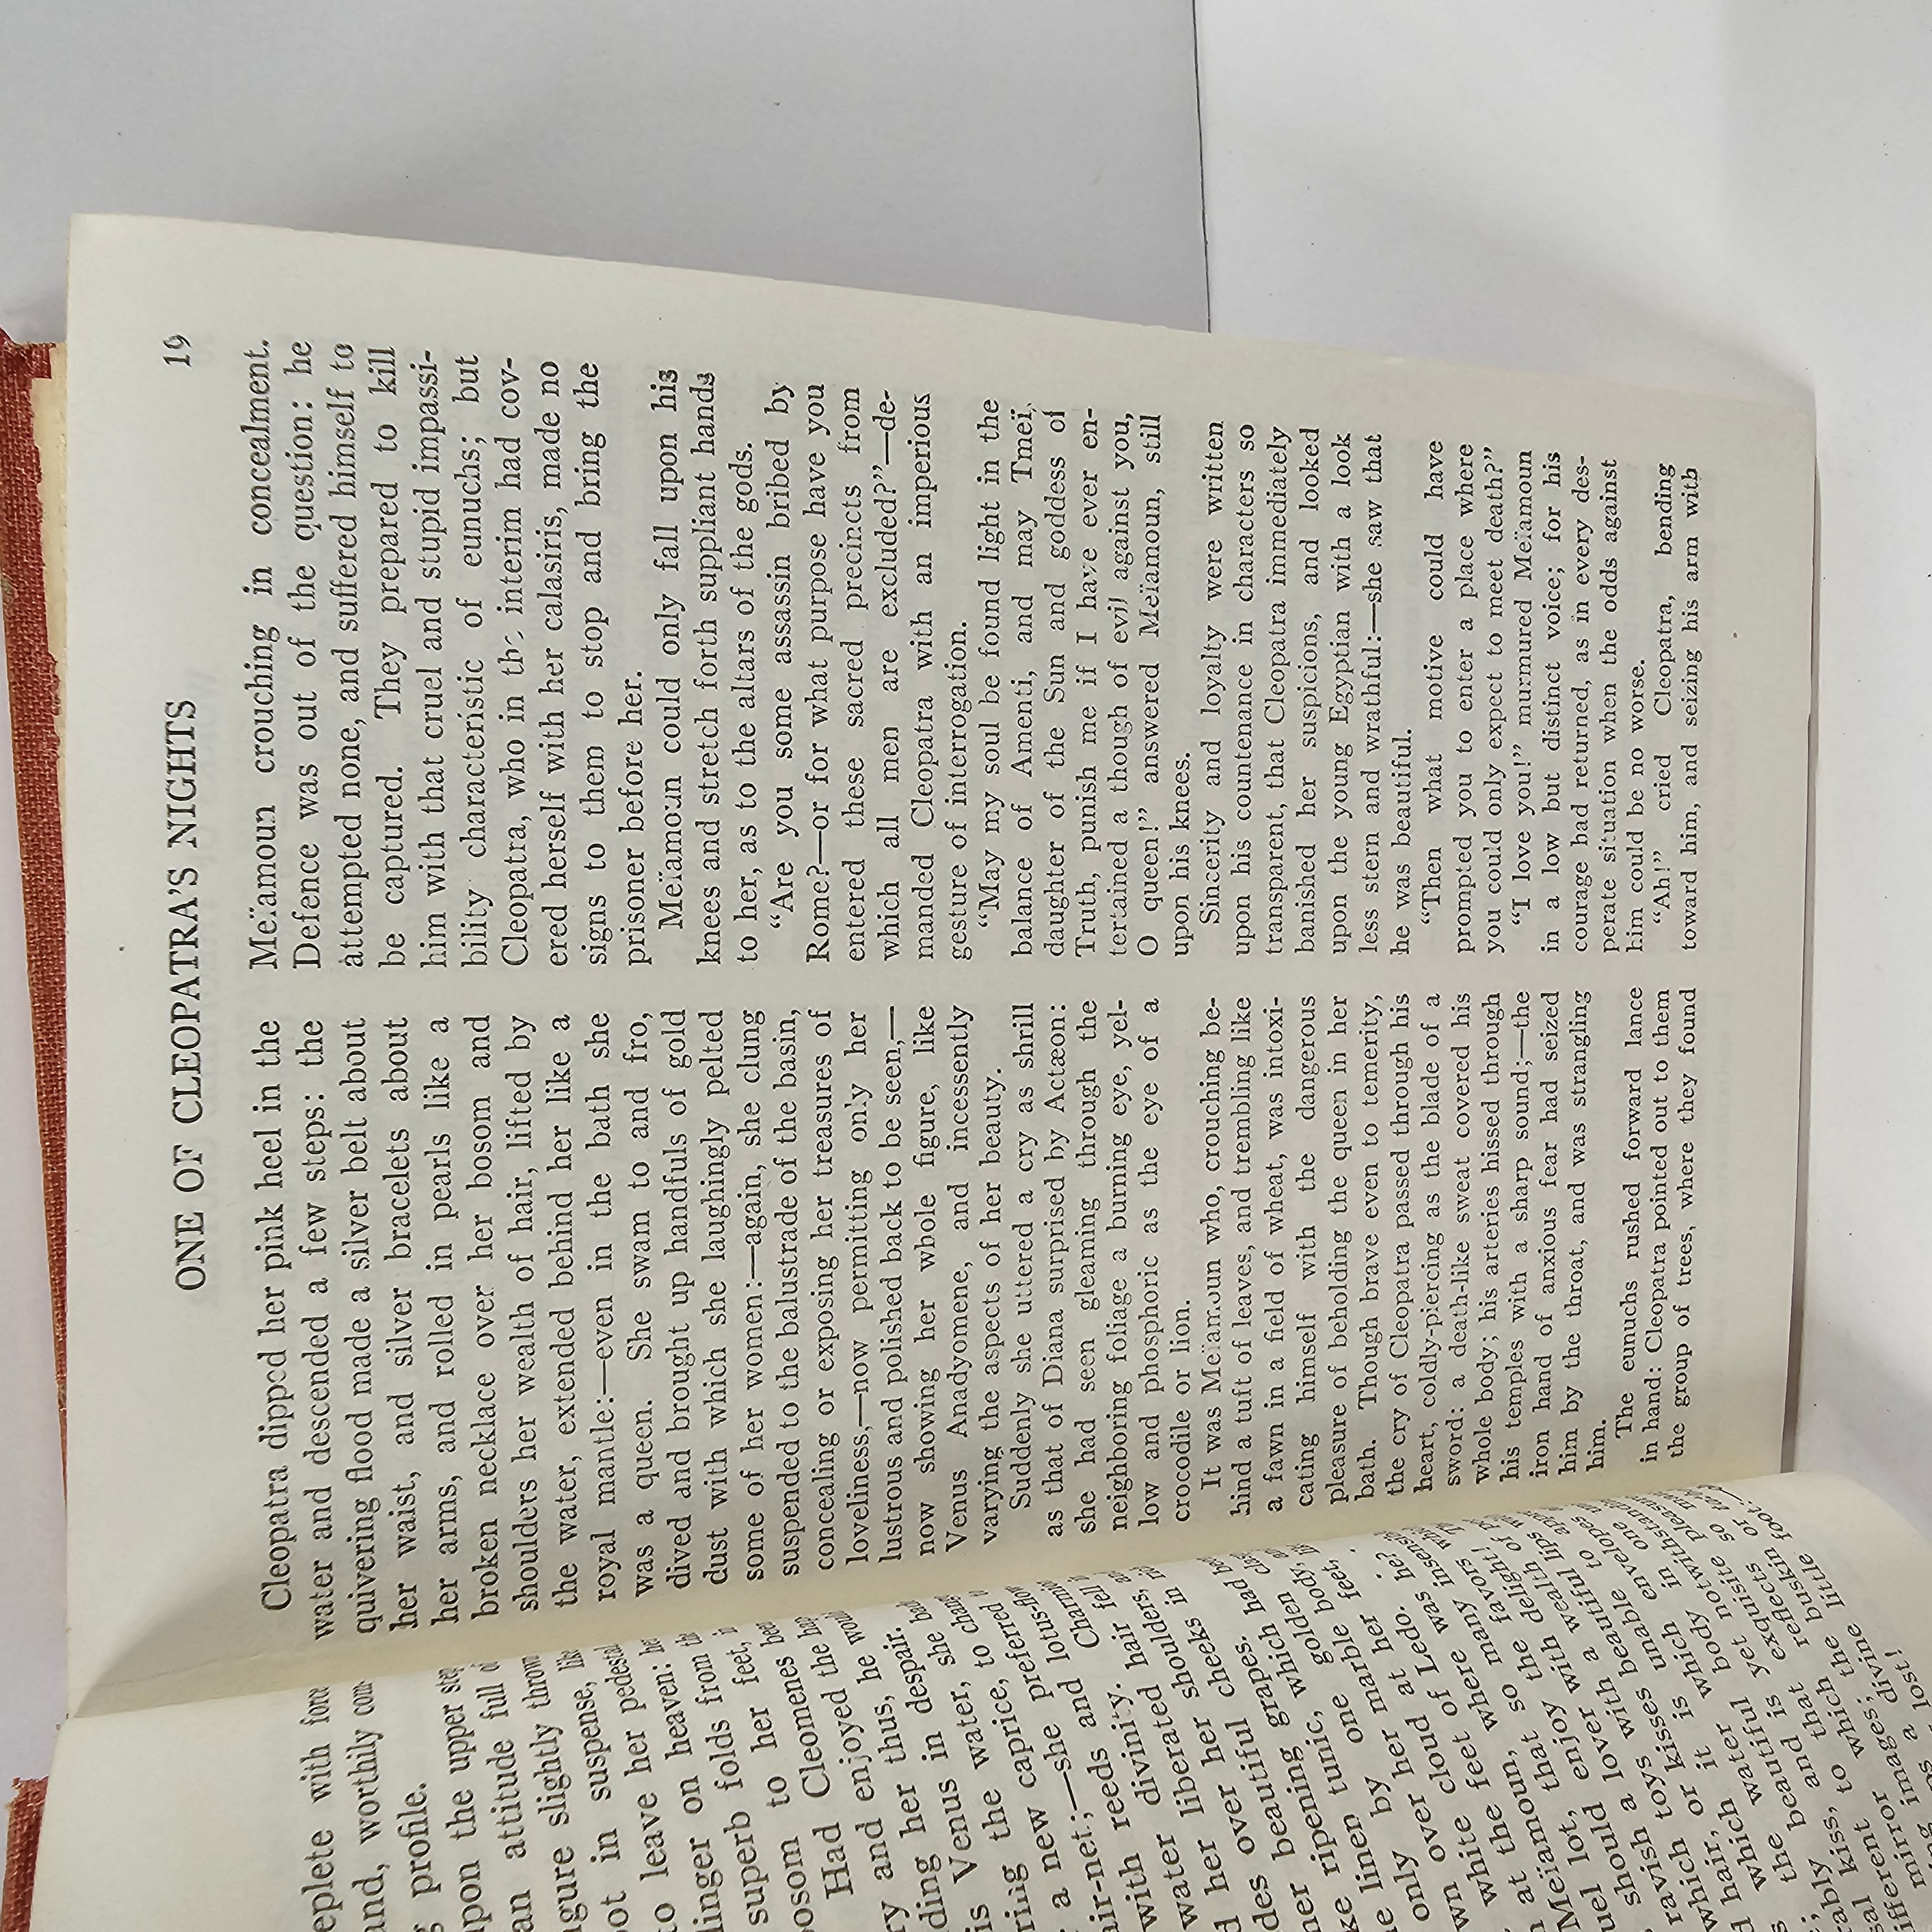 eplete with force
and, worthily com-
g profile.
upon the upper step
an attitude full of
igure slightly thrown
oot in suspense, like
to leave her pedestal
linger on heaven: her
superb folds from the
bosom to her feet, in
Had Cleomenes been
ry and enjoyed the hap
ding her thus, he would
is Venus in despair.
ring the water, she bade
r a new caprice, to change
air-net;—she preferred to
with reeds and lotus-flow
water divinity. Charmion
d her liberated hair fell in
des over her shoulders, and
her beautiful cheeks in rich
ke ripening grapes.
e linen tunic, which had been
only by one golden clasp
wn over her marble body, and
white cloud at her feet, like
n at the feet of Ledo. . .
Meïamoun, where was he?
uel lot, that so many insensible
should enjoy the favors which
ravish a lover with delight! The
which toys with a wealth of per
d hair, or kisses beautiful lips with
s which it is unable to appre
; the water which envelopes
rably beautiful body in one
sal kiss, and is yet notwithstanding
ifferent to that exquisite pleasure
mirror which reflects so many
ng images; the buskin or
ps a divine little foot:—
lost!
ONE OF CLEOPATRA'S NIGHTS 19
Cleopatra dipped her pink heel in the
water and descended a few steps: the
quivering flood made a silver belt about
her waist, and silver bracelets about
her arms, and rolled in pearls like a
broken necklace over her bosom and
shoulders her wealth of hair, lifted by
the water, extended behind her like a
royal mantle:—even in the bath she
was a queen. She swam to and fro,
dived and brought up handfuls of gold
dust with which she laughingly pelted
some of her women:—again, she clung
suspended to the balustrade of the basin,
concealing or exposing her treasures of
loveliness,—now permitting only her
lustrous and polished back to be seen,—
now showing her whole figure, like
Venus Anadyomene, and incessently
varying the aspects of her beauty.
Suddenly she uttered a cry as shrill
as that of Diana surprised by Actæon:
she had seen gleaming through the
neighboring foliage a burning eye, yel-
low and phosphoric as the eye of a
crocodile or lion.
It was Meïamoun who, crouching be-
hind a tuft of leaves, and trembling like
a fawn in a field of wheat, was intoxi-
cating himself with the dangerous
pleasure of beholding the queen in her
bath. Though brave even to temerity,
the cry of Cleopatra passed through his
heart, coldly-piercing as the blade of a
sword: a death-like sweat covered his
whole body; his arteries hissed through
his temples with a sharp sound;—the
iron hand of anxious fear had seized
him by the throat, and was strangling
him.
The eunuchs rushed forward lance
in hand: Cleopatra pointed out to them
the group of trees, where they found
Meïamoun crouching in concealment.
Defence was out of the question: he
attempted none, and suffered himself to
be captured. They prepared to kill
him with that cruel and stupid impassi-
bility characteristic of eunuchs; but
Cleopatra, who in the interim had cov-
ered herself with her calasiris, made no
signs to them to stop and bring the
prisoner before her.
Meïamoun could only fall upon his
knees and stretch forth suppliant hands
to her, as to the altars of the gods.
"Are you some assassin bribed by
Rome?—or for what purpose have you
entered these sacred precincts from
which all men are excluded?"—de-
manded Cleopatra with an imperious
gesture of interrogation.
"May my soul be found light in the
balance of Amenti, and may Tmeï,
daughter of the Sun and goddess of
Truth, punish me if I have ever en-
tertained a though of evil against you,
O queen!" answered Meïamoun, still
upon his knees.
Sincerity and loyalty were written
upon his countenance in characters so
transparent, that Cleopatra immediately
banished her suspicions, and looked
upon the young Egyptian with a look
less stern and wrathful:—she saw that
he was beautiful.
"Then what motive could have
prompted you to enter a place where
you could only expect to meet death?"
"I love you!" murmured Meïamoun
in a low but distinct voice; for his
courage had returned, as in every des-
perate situation when the odds against
him could be no worse.
"Ah!" cried Cleopatra, bending
toward him, and seizing his arm with